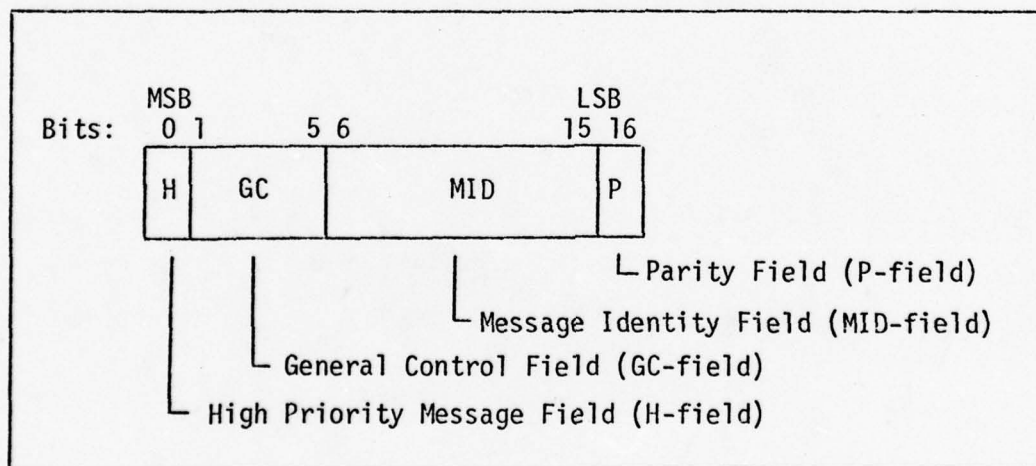 MSB LSB
Bits: 0 1 5 6 15 16
H GC MID P
Parity Field (P-field)
Message Identity Field (MID-field)
General Control Field (GC-field)
High Priority Message Field (H-field)